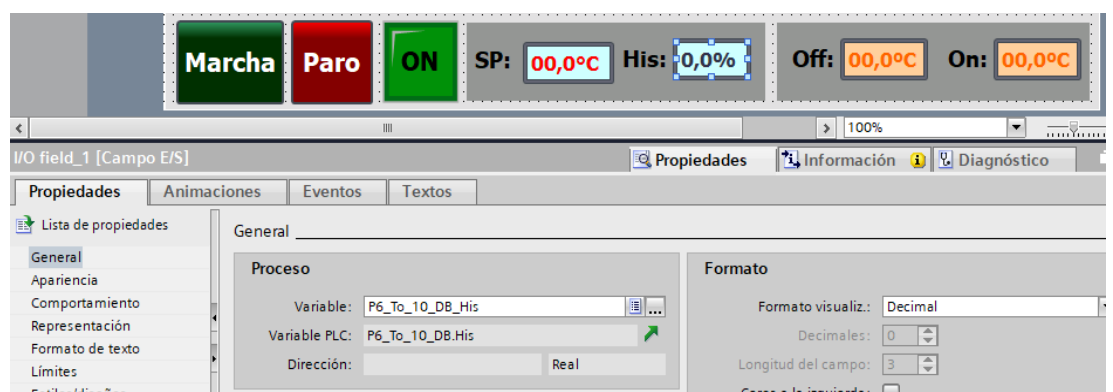 Marcha Paro ON SP: 00,0ºC His: 0,0% Off: 00,0ºC On: 00,0ºC
100%
I/O field_1 [Campo E/S] Propiedades Información Diagnóstico
Propiedades Animaciones Eventos Textos
Lista de propiedades
General
Apariencia
Comportamiento
Representación
Formato de texto
Límites
General
Proceso
Variable: P6_To_10_DB_His
Variable PLC: P6_To_10_DB.His
Dirección: Real
Formato
Formato visualiz.: Decimal
Decimales: 0
Longitud del campo: 3